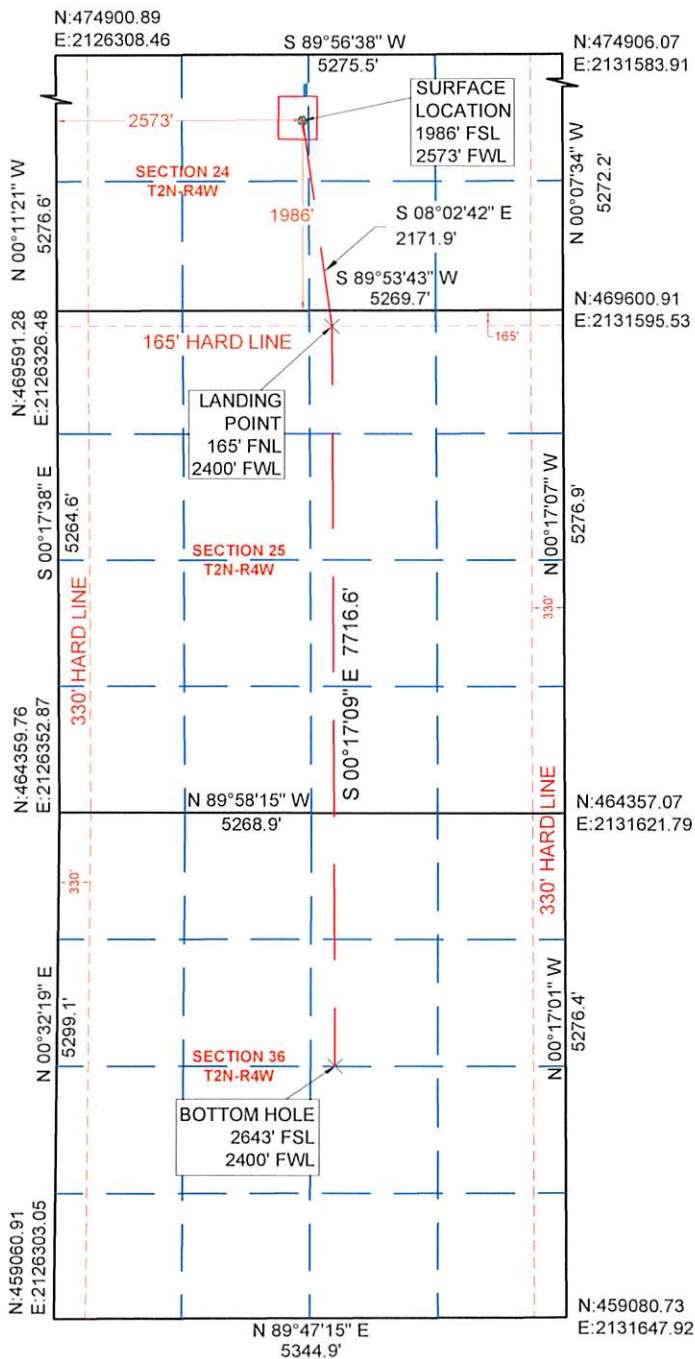 N:474900.89
E:2126308.46
S 89°56'38" W
5275.5'
N:474906.07
E:2131583.91
SURFACE
LOCATION
1986' FSL
2573' FWL
2573'
SECTION 24
T2N-R4W
N 00°11'21" W
5276.6'
N 00°07'34" W
5272.2'
1986'
S 08°02'42" E
2171.9'
S 89°53'43" W
5269.7'
N:469600.91
E:2131595.53
N:469591.28
E:2126326.48
165' HARD LINE
165'
LANDING
POINT
165' FNL
2400' FWL
S 00°17'38" E
5264.6'
N 00°17'07" W
5276.9'
SECTION 25
T2N-R4W
330' HARD LINE
330'
S 00°17'09" E 7716.6'
N:464359.76
E:2126352.87
N 89°58'15" W
5268.9'
N:464357.07
E:2131621.79
330' HARD LINE
330'
N 00°32'19" E
5299.1'
N 00°17'01" W
5276.4'
SECTION 36
T2N-R4W
BOTTOM HOLE
2643' FSL
2400' FWL
N:459060.91
E:2126303.05
N 89°47'15" E
5344.9'
N:459080.73
E:2131647.92